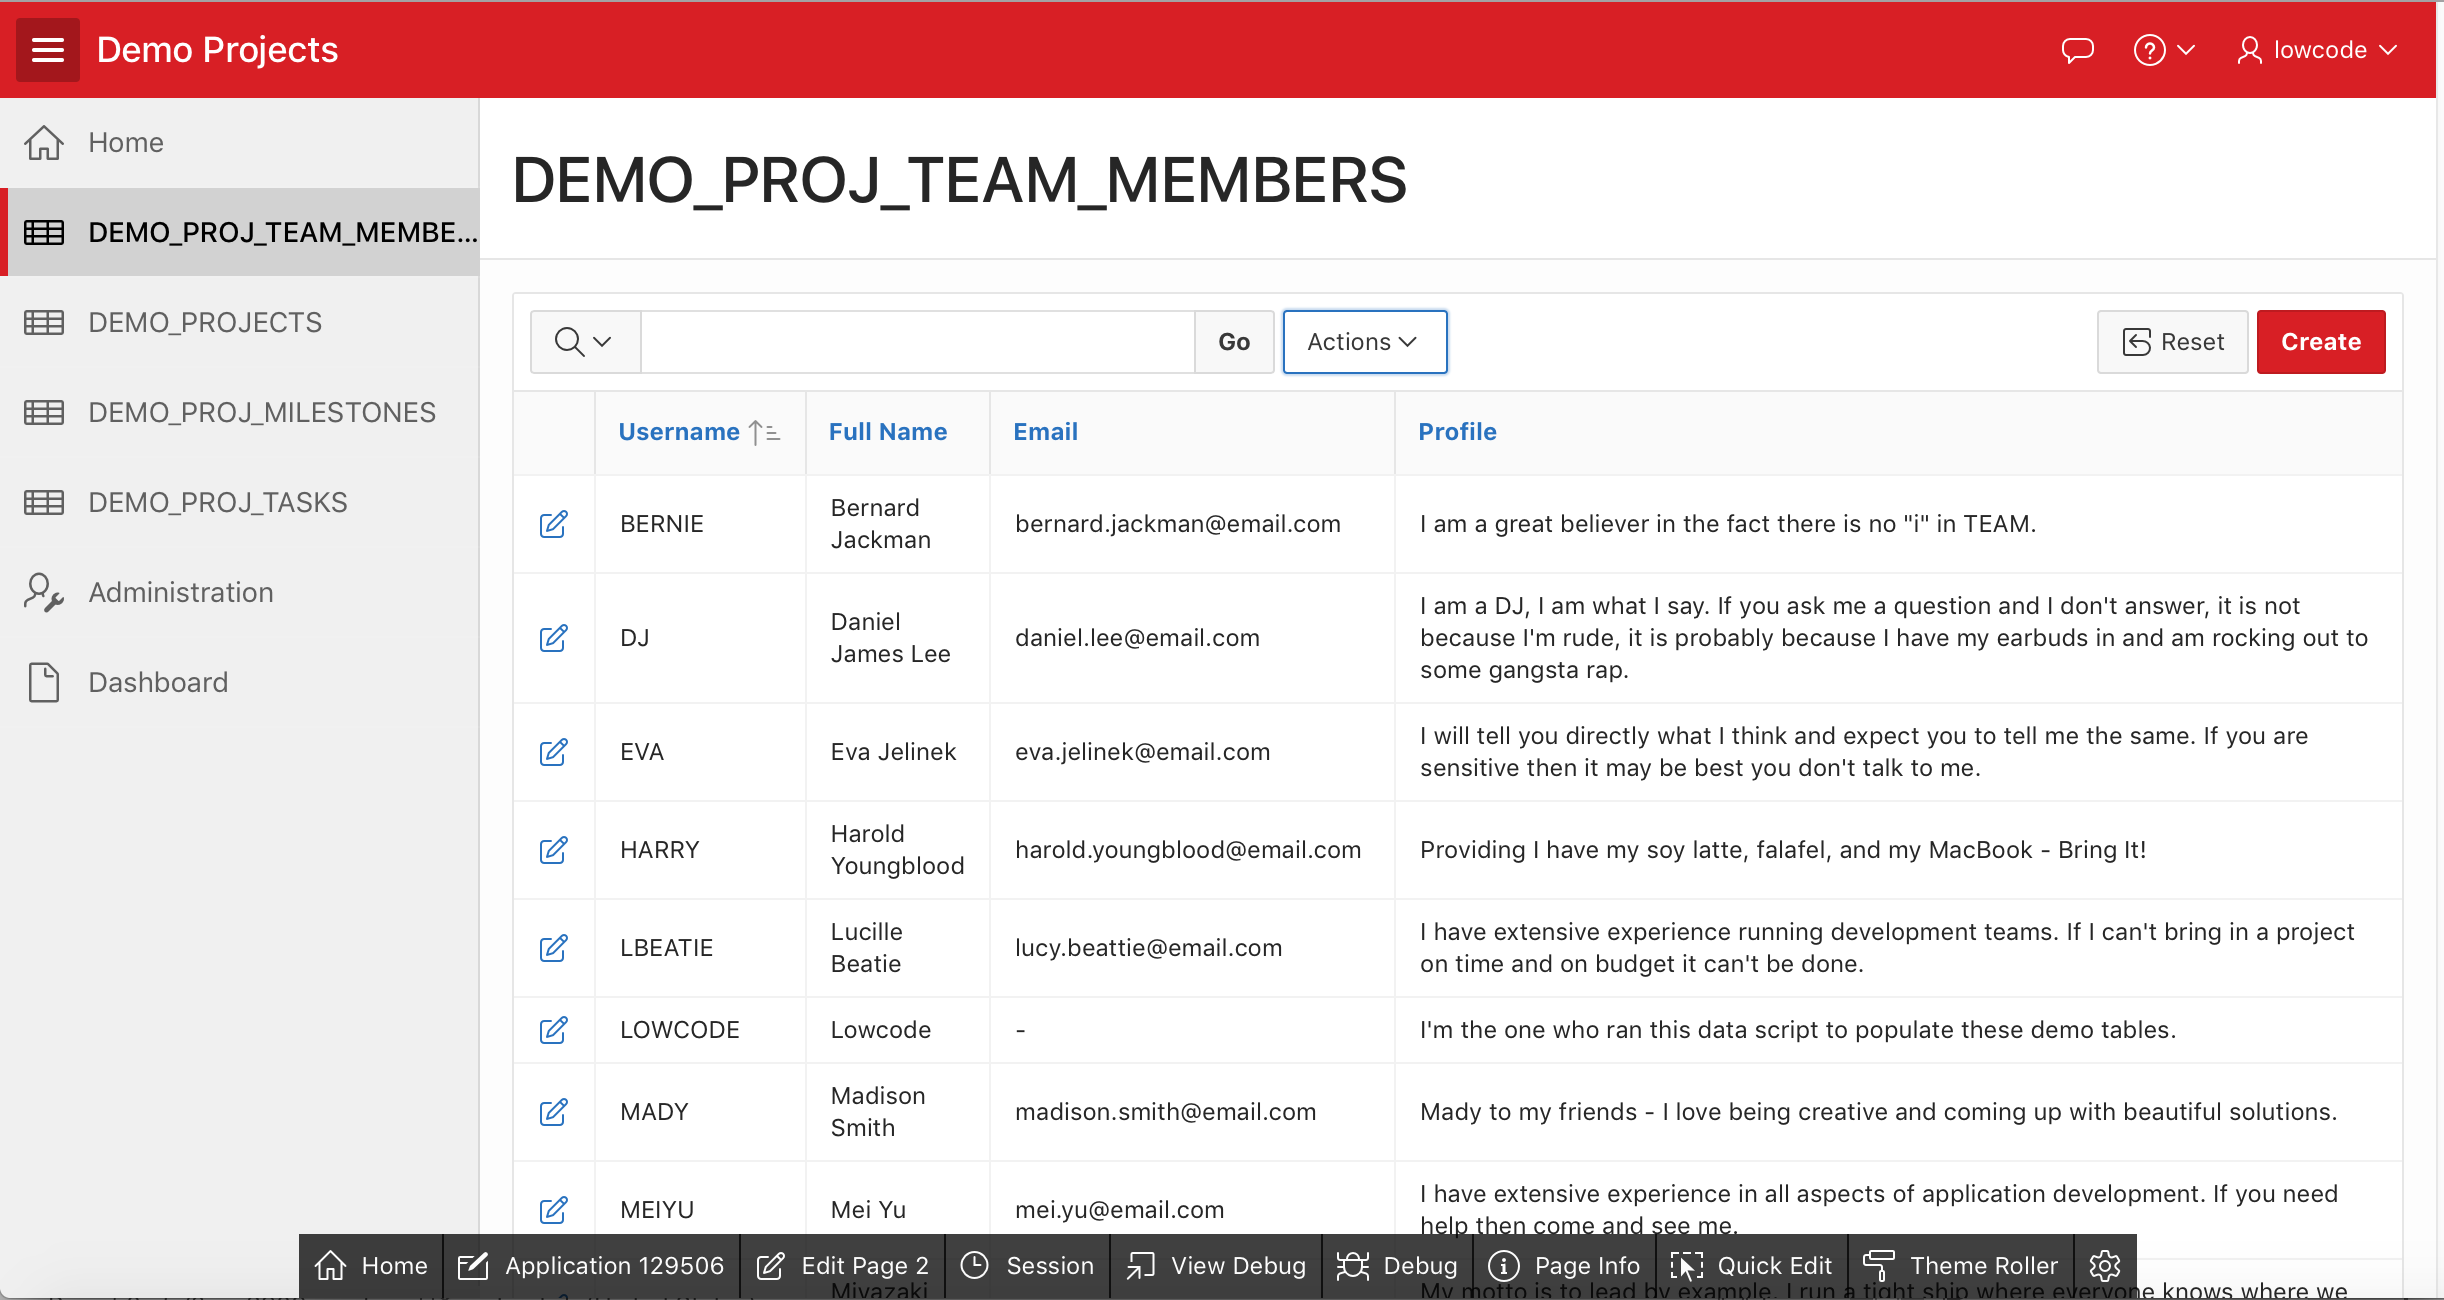 Demo Projects
lowcode
Home
DEMO_PROJ_TEAM_MEMBE...
DEMO_PROJECTS
DEMO_PROJ_MILESTONES
DEMO_PROJ_TASKS
Administration
Dashboard
DEMO_PROJ_TEAM_MEMBERS
Go
Actions
Reset
Create
Username
Full Name
Email
Profile
BERNIE
Bernard
Jackman
bernard.jackman@email.com
I am a great believer in the fact there is no "i" in TEAM.
DJ
Daniel
James Lee
daniel.lee@email.com
I am a DJ, I am what I say. If you ask me a question and I don't answer, it is not
because I'm rude, it is probably because I have my earbuds in and am rocking out to
some gangsta rap.
EVA
Eva Jelinek
eva.jelinek@email.com
I will tell you directly what I think and expect you to tell me the same. If you are
sensitive then it may be best you don't talk to me.
HARRY
Harold
Youngblood
harold.youngblood@email.com
Providing I have my soy latte, falafel, and my MacBook - Bring It!
LBEATIE
Lucille
Beatie
lucy.beattie@email.com
I have extensive experience running development teams. If I can't bring in a project
on time and on budget it can't be done.
LOWCODE
Lowcode
-
I'm the one who ran this data script to populate these demo tables.
MADY
Madison
Smith
madison.smith@email.com
Mady to my friends - I love being creative and coming up with beautiful solutions.
MEIYU
Mei Yu
mei.yu@email.com
I have extensive experience in all aspects of application development. If you need
help then come and see me.
Miyazaki
My motto is to lead by example. I run a tight ship where everyone knows where we
Home
Application 129506
Edit Page 2
Session
View Debug
Debug
Page Info
Quick Edit
Theme Roller